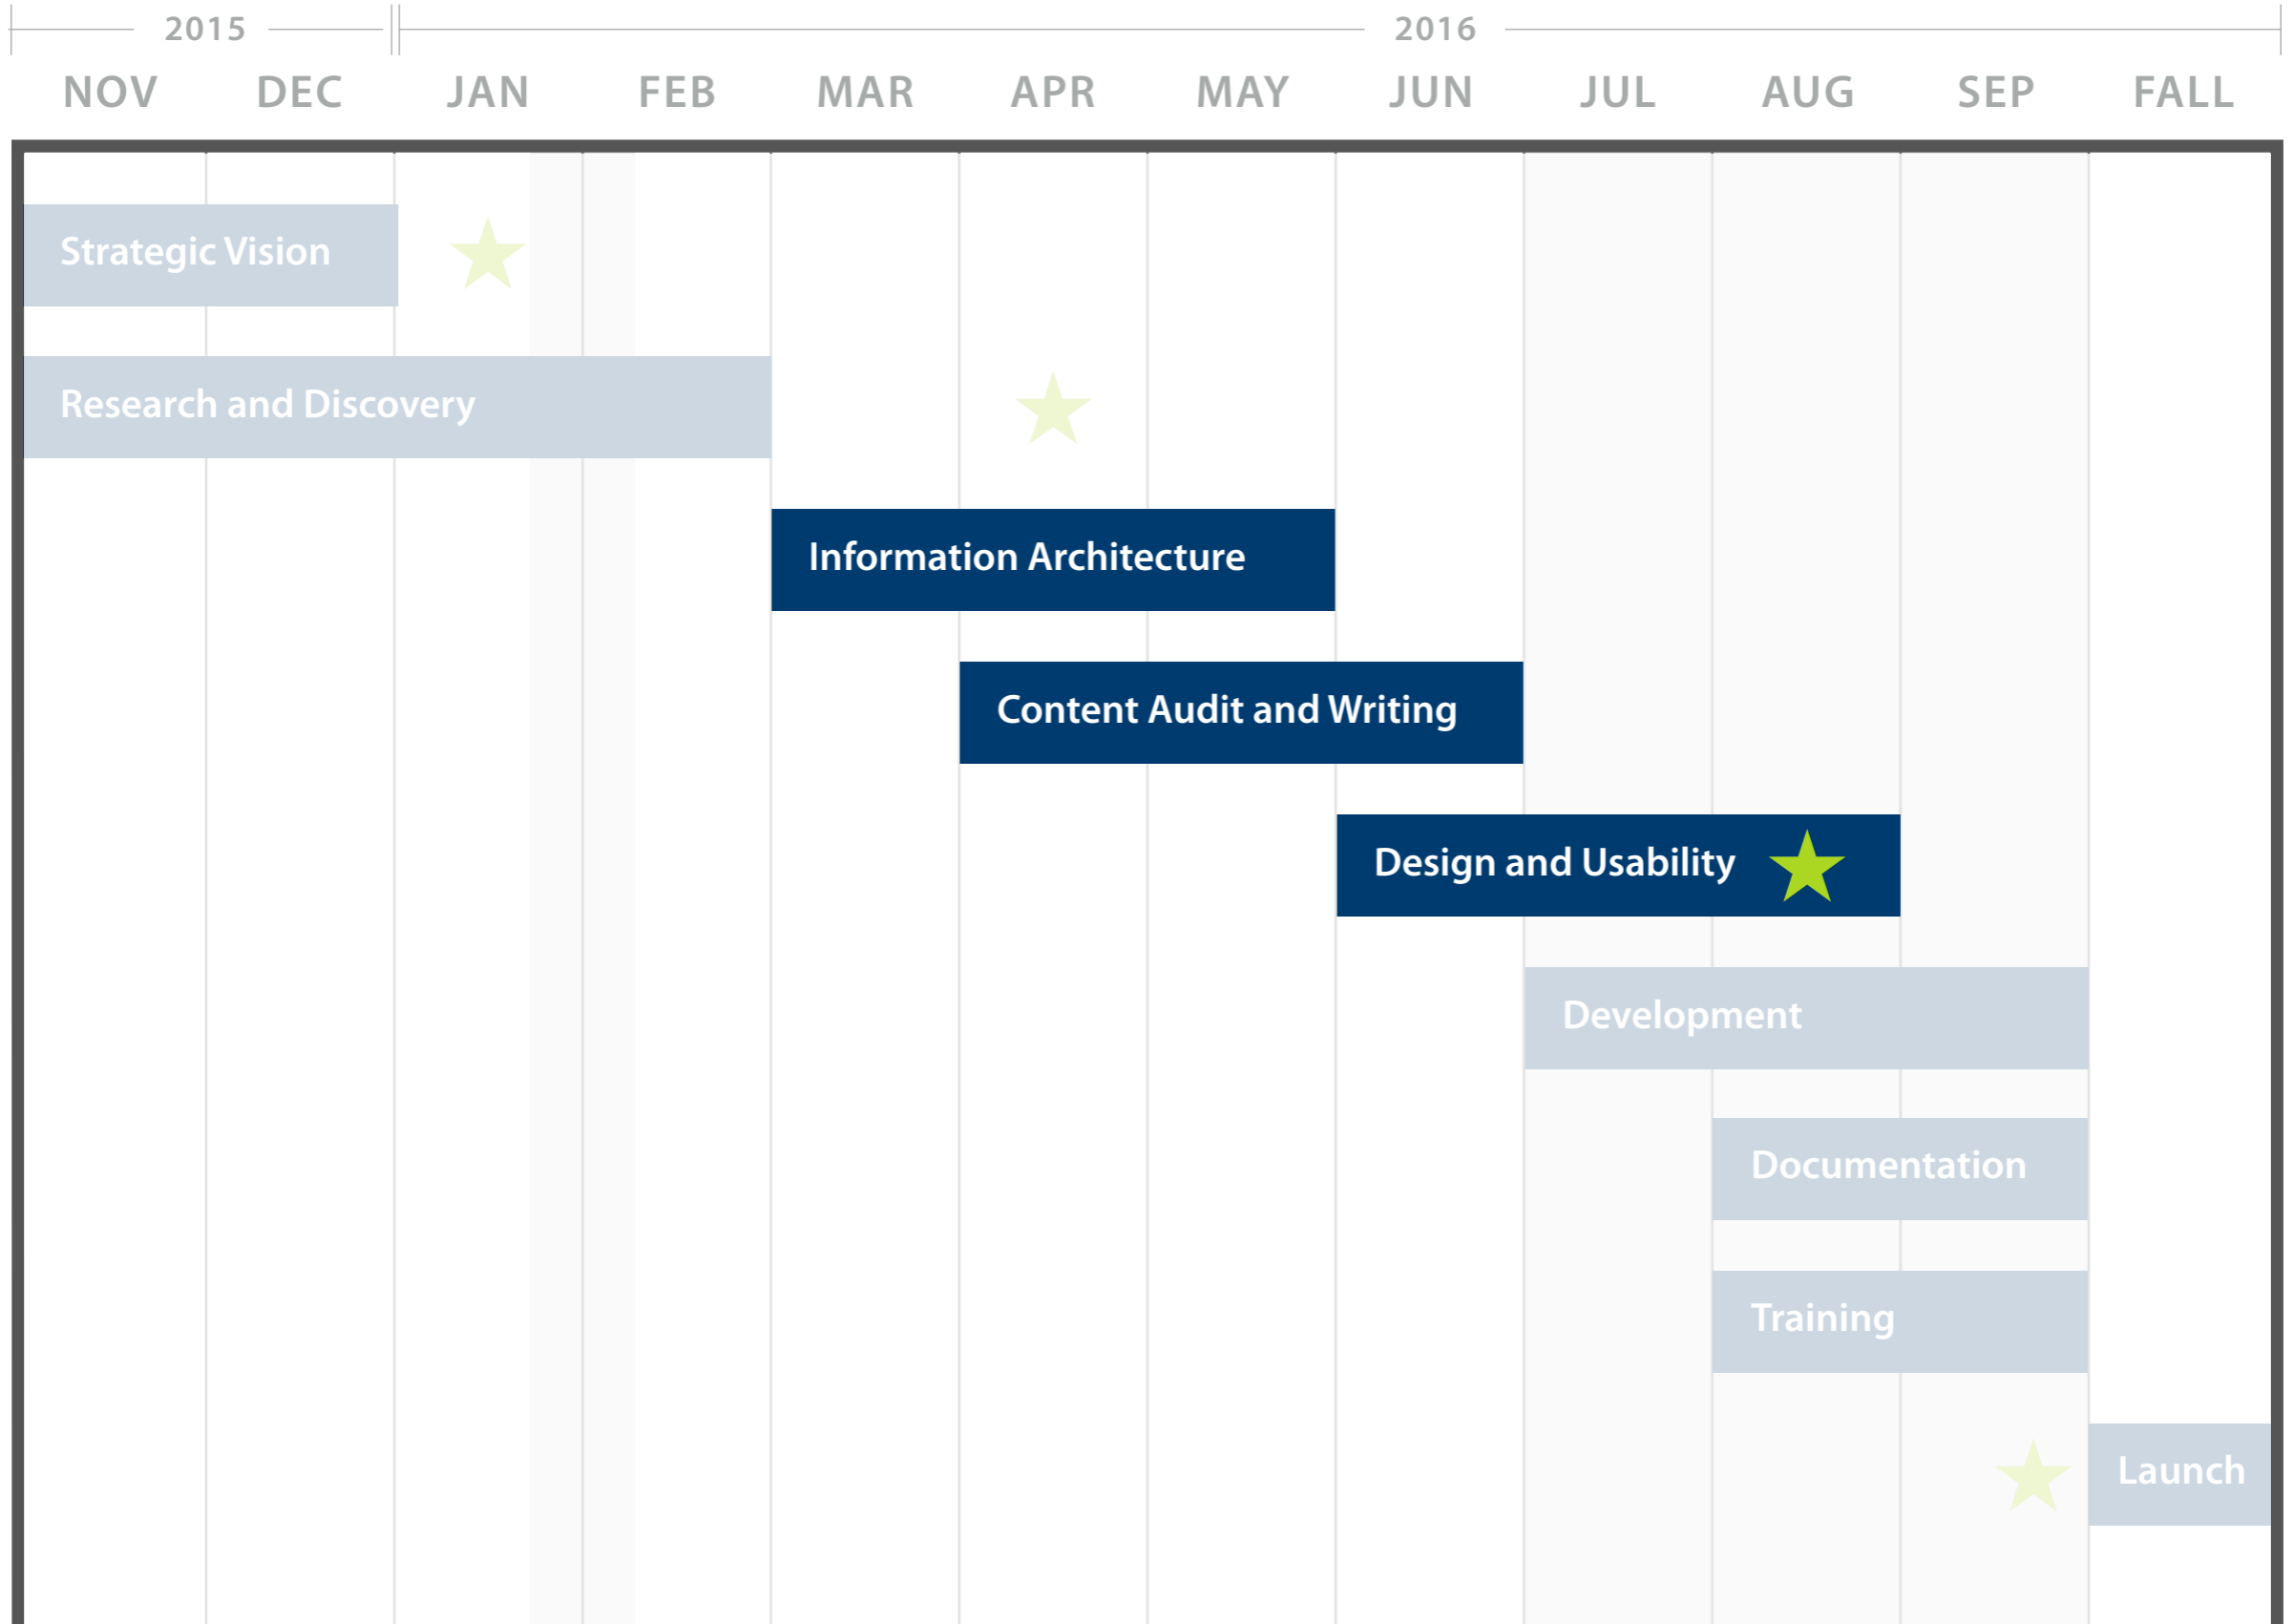 2015 2016
NOV DEC JAN FEB MAR APR MAY JUN JUL AUG SEP FALL
Strategic Vision
Research and Discovery
Information Architecture
Content Audit and Writing
Design and Usability
Development
Documentation
Training
Launch